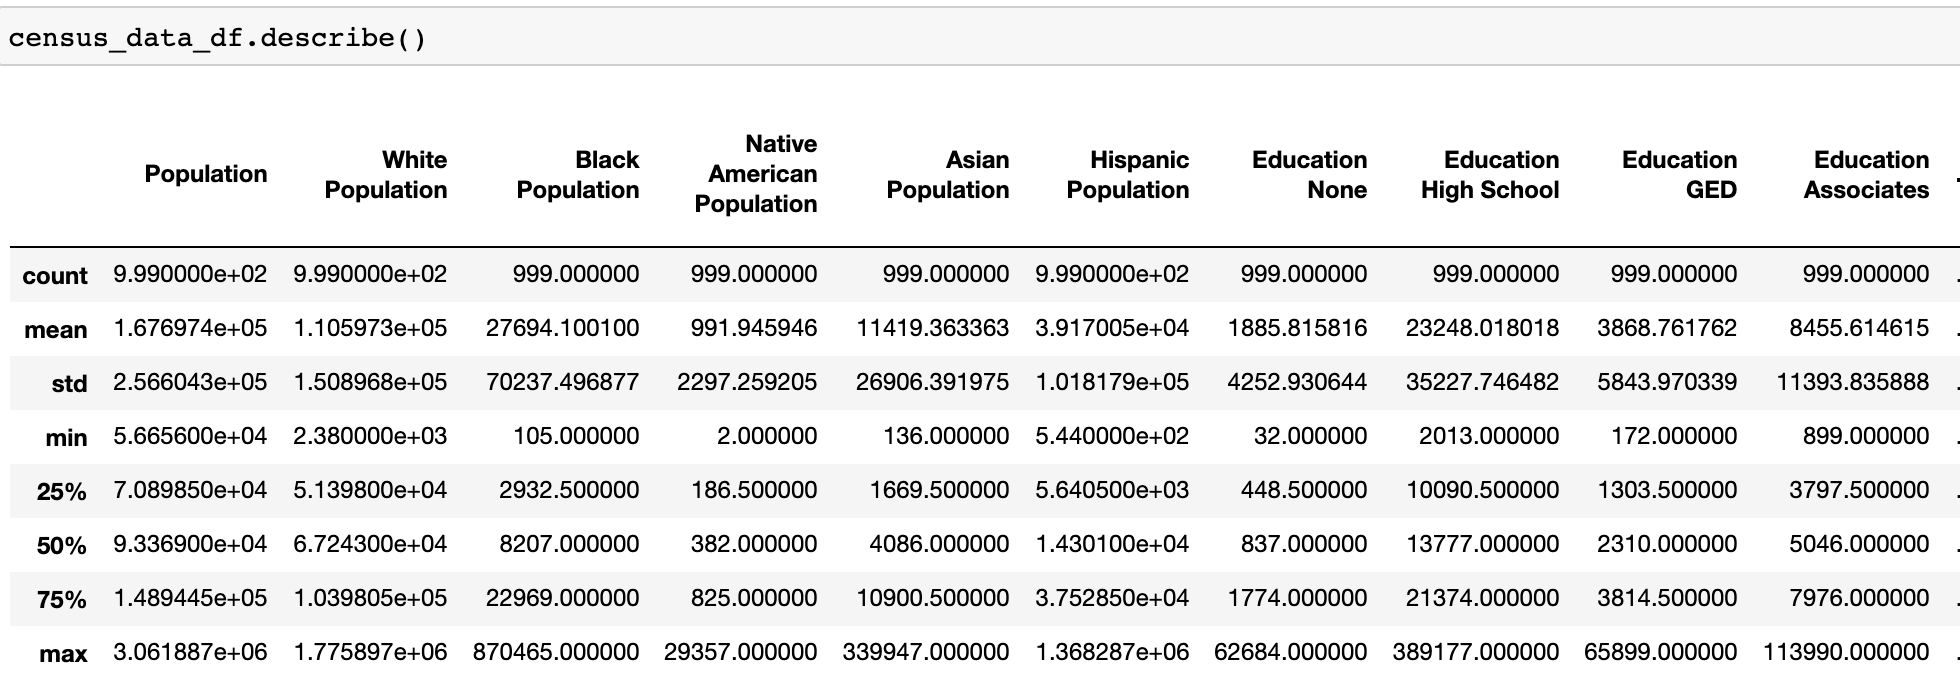 census_data_df.describe()
Population White Population Black Population Native American Population Asian Population Hispanic Population Education None Education High School Education GED Education Associates
count 9.990000e+02 9.990000e+02 999.000000 999.000000 999.000000 9.990000e+02 999.000000 999.000000 999.000000 999.000000
mean 1.676974e+05 1.105973e+05 27694.100100 991.945946 11419.363363 3.917005e+04 1885.815816 23248.018018 3868.761762 8455.614615
std 2.566043e+05 1.508968e+05 70237.496877 2297.259205 26906.391975 1.018179e+05 4252.930644 35227.746482 5843.970339 11393.835888
min 5.665600e+04 2.380000e+03 105.000000 2.000000 136.000000 5.440000e+02 32.000000 2013.000000 172.000000 899.000000
25% 7.089850e+04 5.139800e+04 2932.500000 186.500000 1669.500000 5.640500e+03 448.500000 10090.500000 1303.500000 3797.500000
50% 9.336900e+04 6.724300e+04 8207.000000 382.000000 4086.000000 1.430100e+04 837.000000 13777.000000 2310.000000 5046.000000
75% 1.489445e+05 1.039805e+05 22969.000000 825.000000 10900.500000 3.752850e+04 1774.000000 21374.000000 3814.500000 7976.000000
max 3.061887e+06 1.775897e+06 870465.000000 29357.000000 339947.000000 1.368287e+06 62684.000000 389177.000000 65899.000000 113990.000000